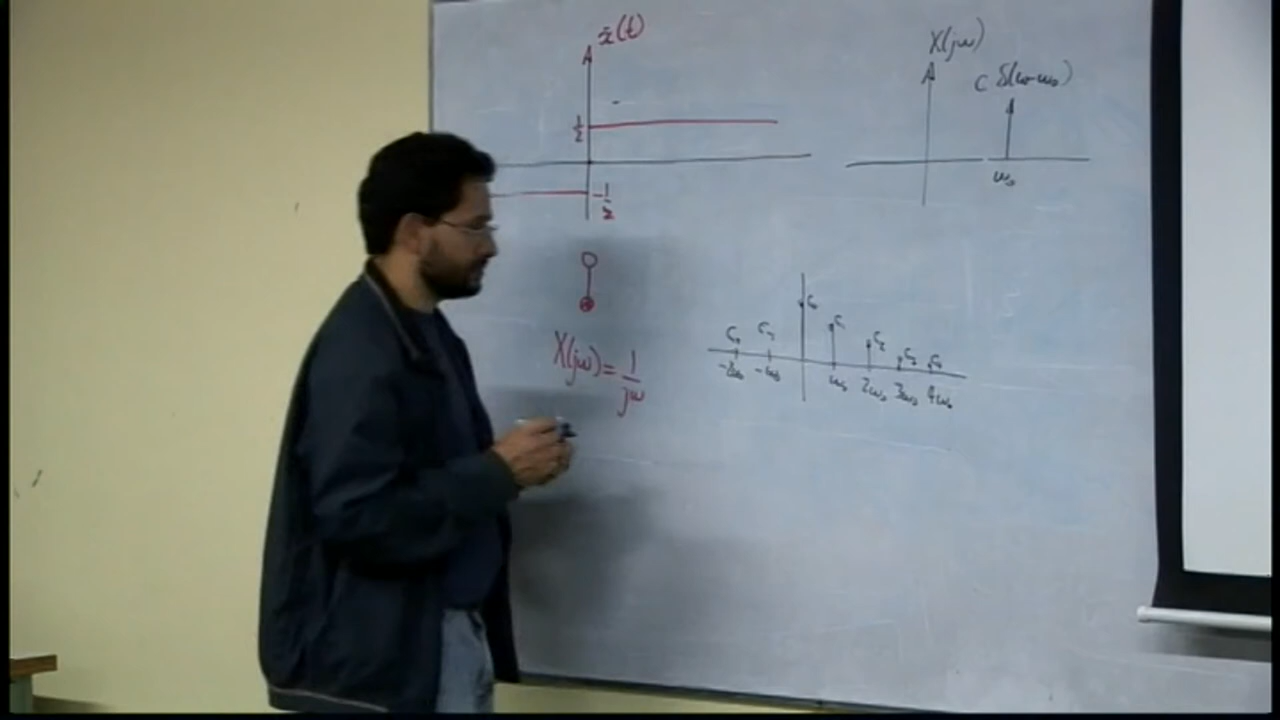 x̃(t)
1/2
-1/2
X(jω) = 1/jω
X(jω)
C δ(ω-ω₀)
ω₀
C₀
C₁
C₂
C₃
-2ω₀ -ω₀ ω₀ 2ω₀ 3ω₀ 4ω₀